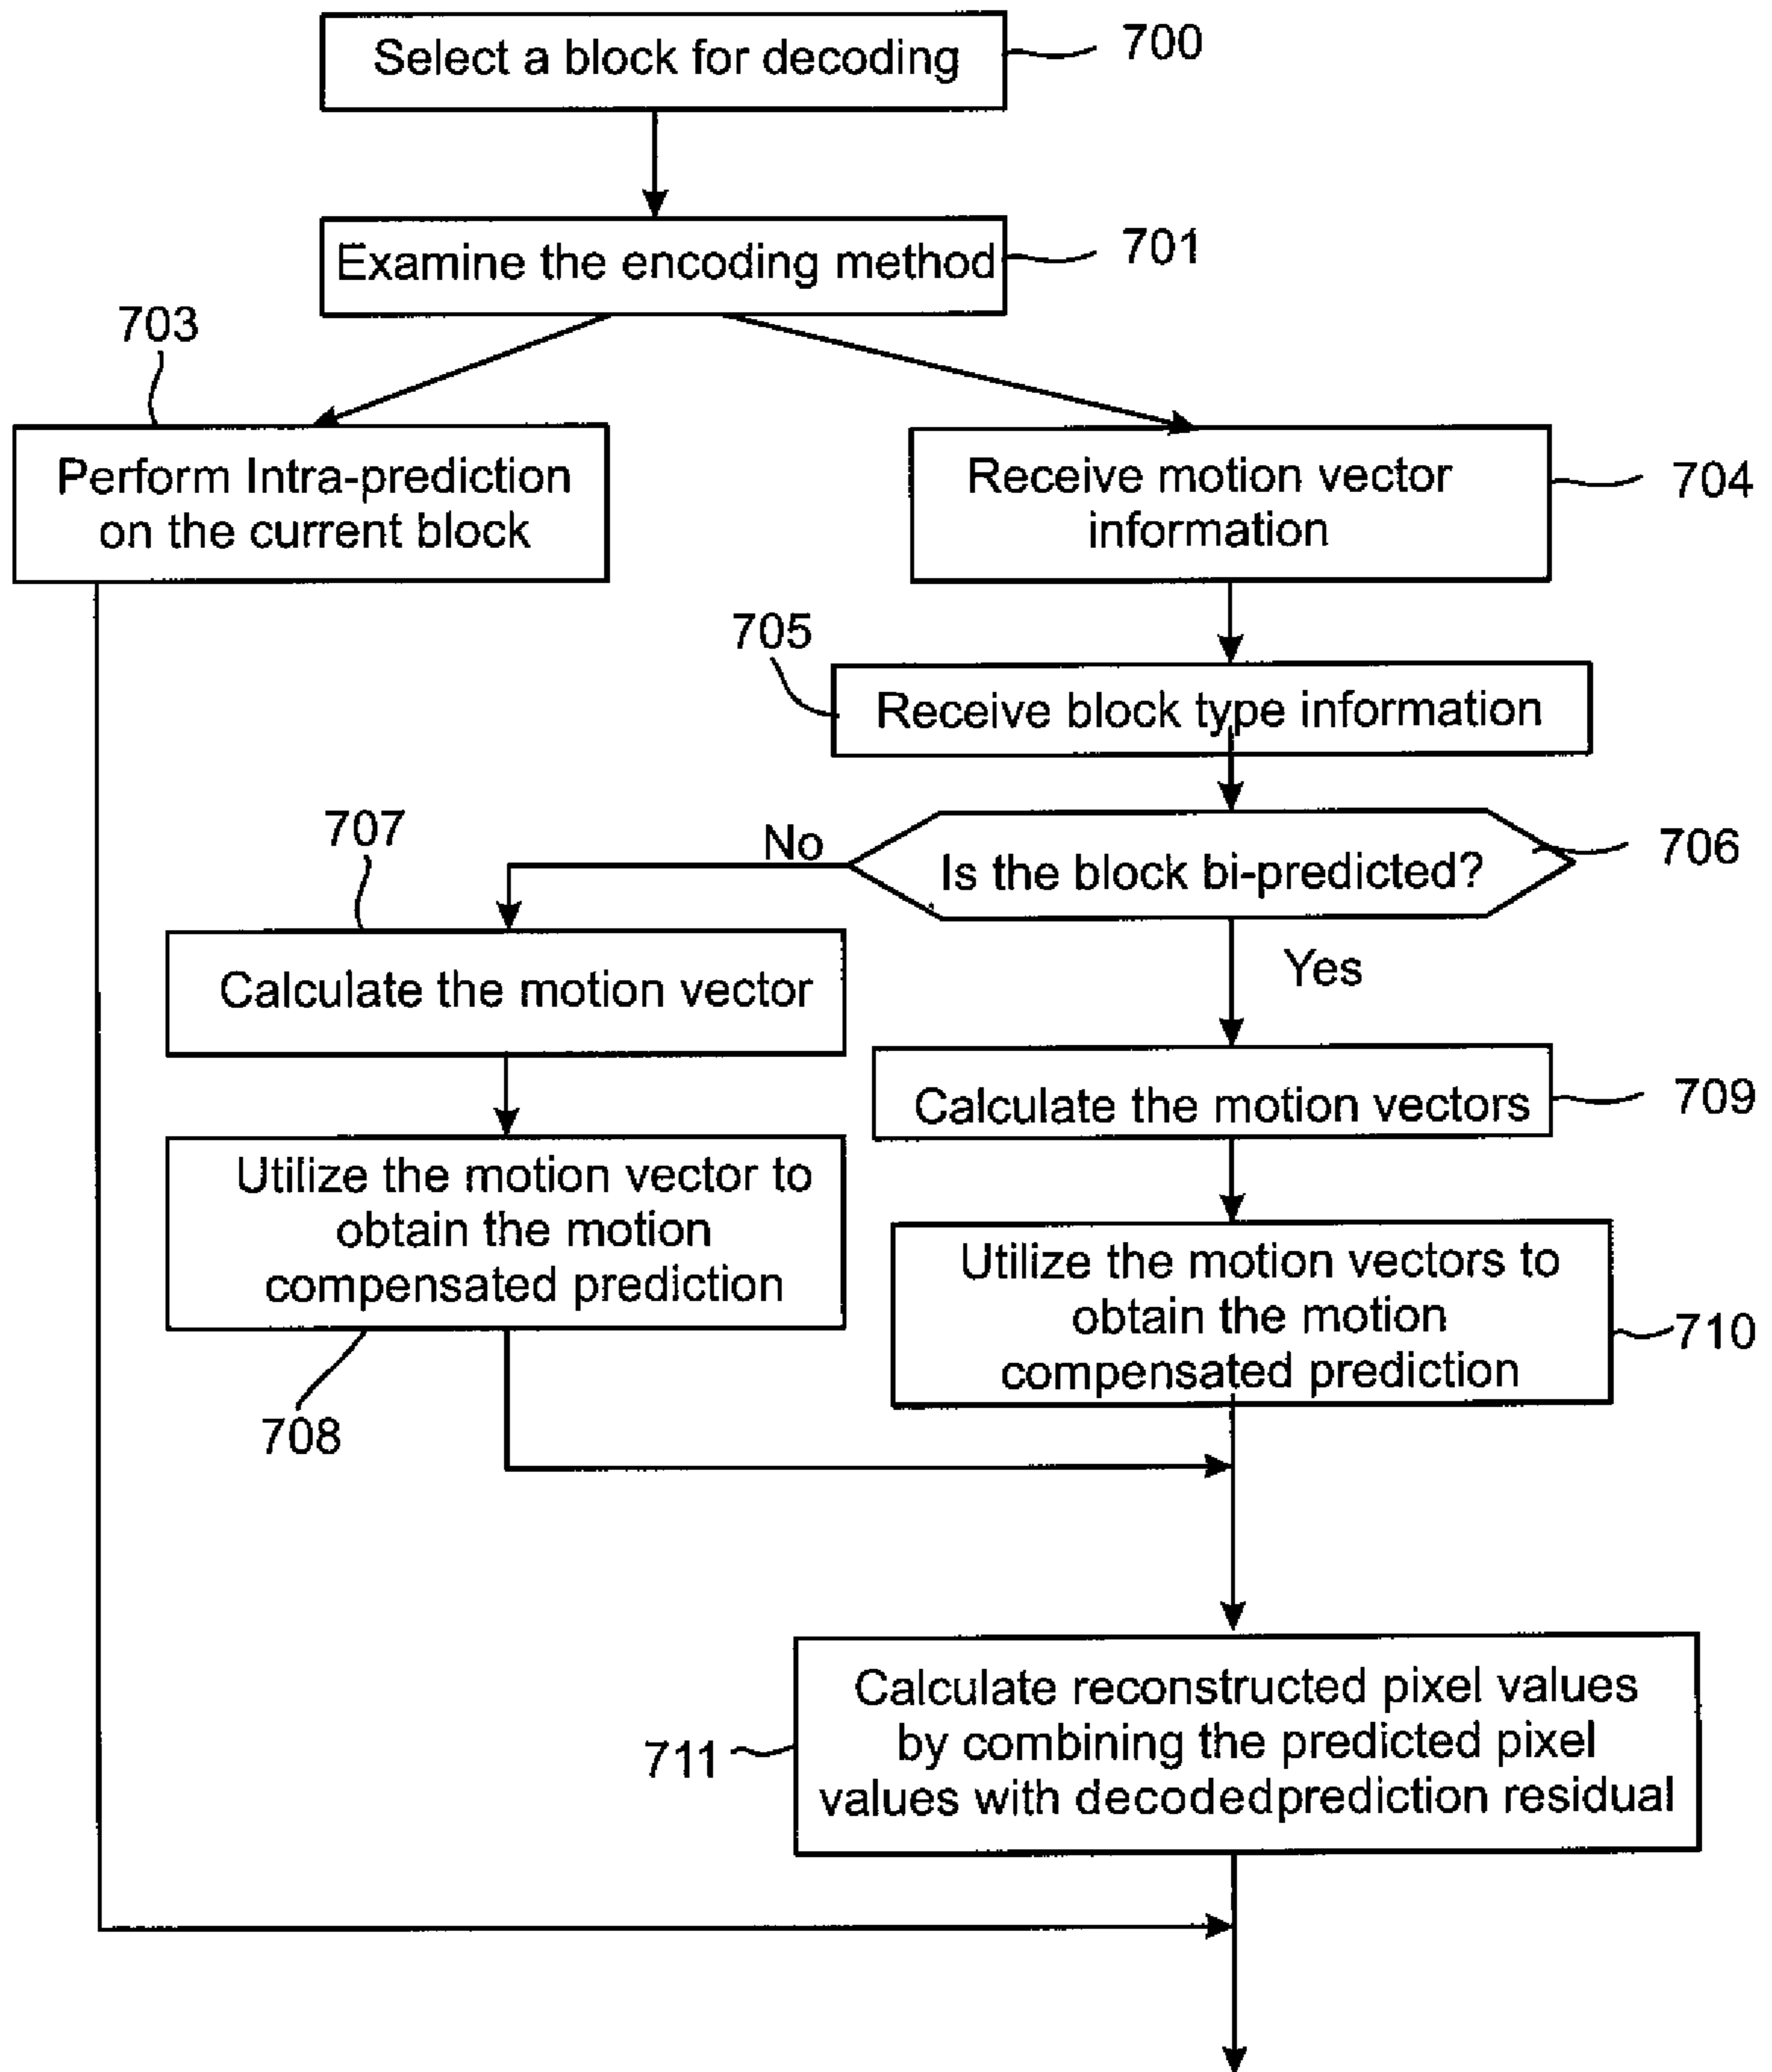 Select a block for decoding
700
Examine the encoding method
701
703
Perform Intra-prediction
on the current block
Receive motion vector
information
704
705
Receive block type information
707
No
Is the block bi-predicted?
706
Calculate the motion vector
Yes
Calculate the motion vectors
709
Utilize the motion vector to
obtain the motion
compensated prediction
708
Utilize the motion vectors to
obtain the motion
compensated prediction
710
711
Calculate reconstructed pixel values
by combining the predicted pixel
values with decodedprediction residual